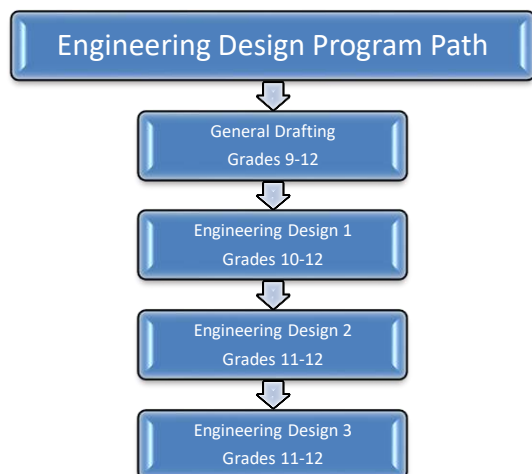 Engineering Design Program Path
General Drafting
Grades 9-12
Engineering Design 1
Grades 10-12
Engineering Design 2
Grades 11-12
Engineering Design 3
Grades 11-12